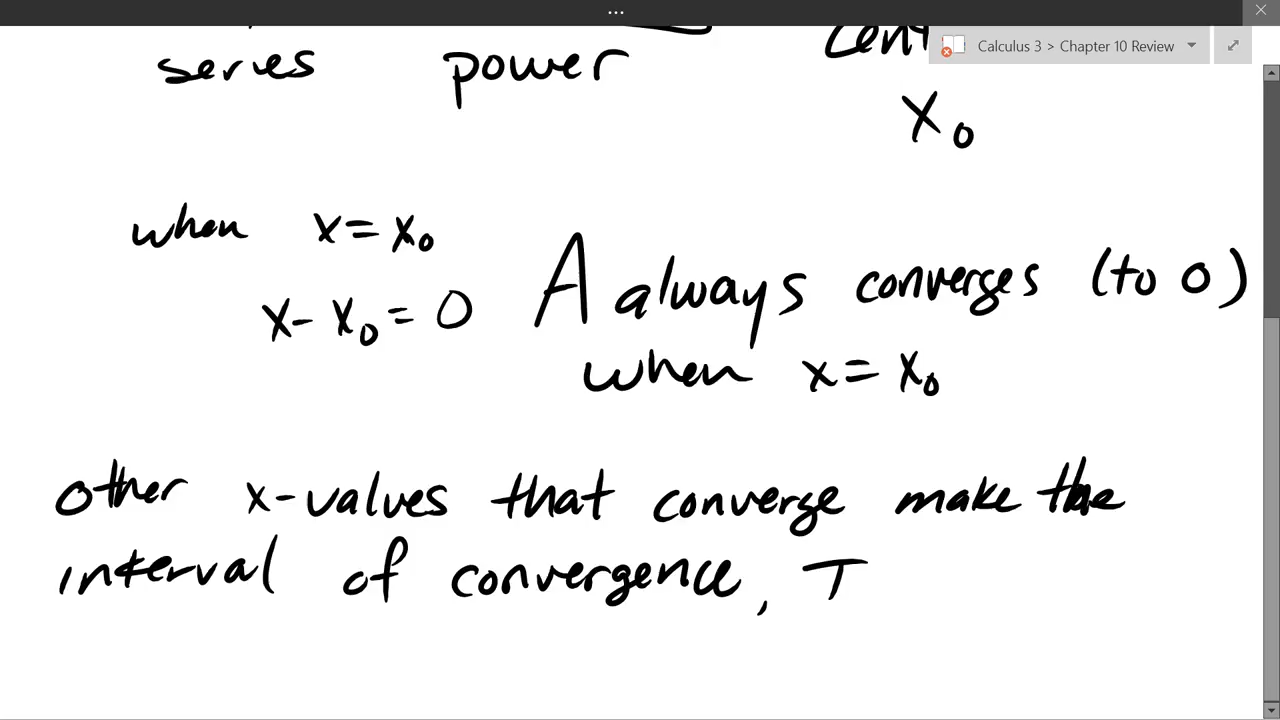 ...
Calculus 3 > Chapter 10 Review
series power
x₀
when x = x₀
x - x₀ = 0
A always converges (to 0)
when x = x₀
other x-values that converge make the
interval of convergence,